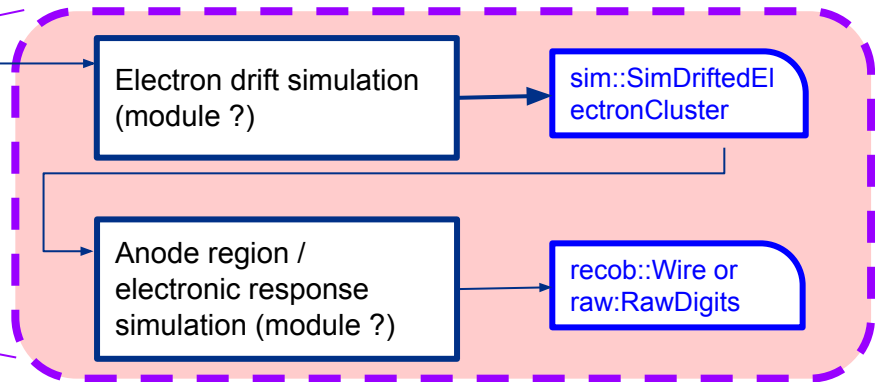 Electron drift simulation
(module ?)
sim::SimDriftedEl
ectronCluster
Anode region /
electronic response
simulation (module ?)
recob::Wire or
raw:RawDigits